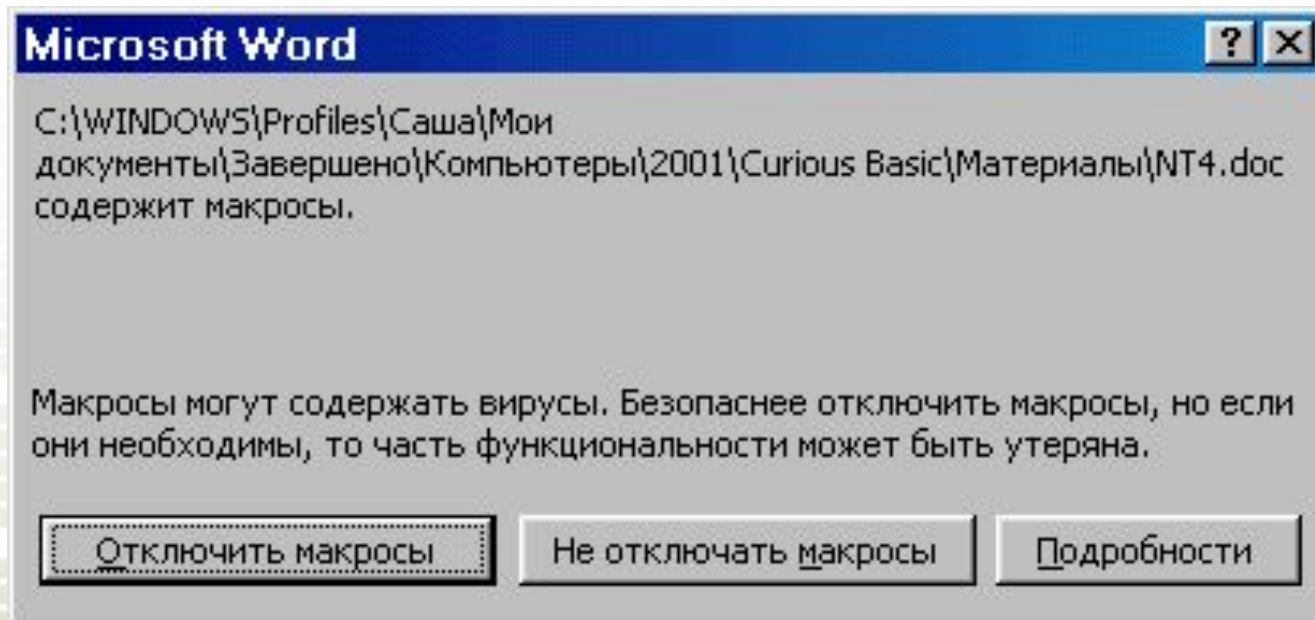 Microsoft Word
C:\WINDOWS\Profiles\Саша\Мои
документы\Завершено\Компьютеры\2001\Curious Basic\Материалы\NT4.doc
содержит макросы.
Макросы могут содержать вирусы. Безопаснее отключить макросы, но если
они необходимы, то часть функциональности может быть утеряна.
Отключить макросы Не отключать макросы Подробности